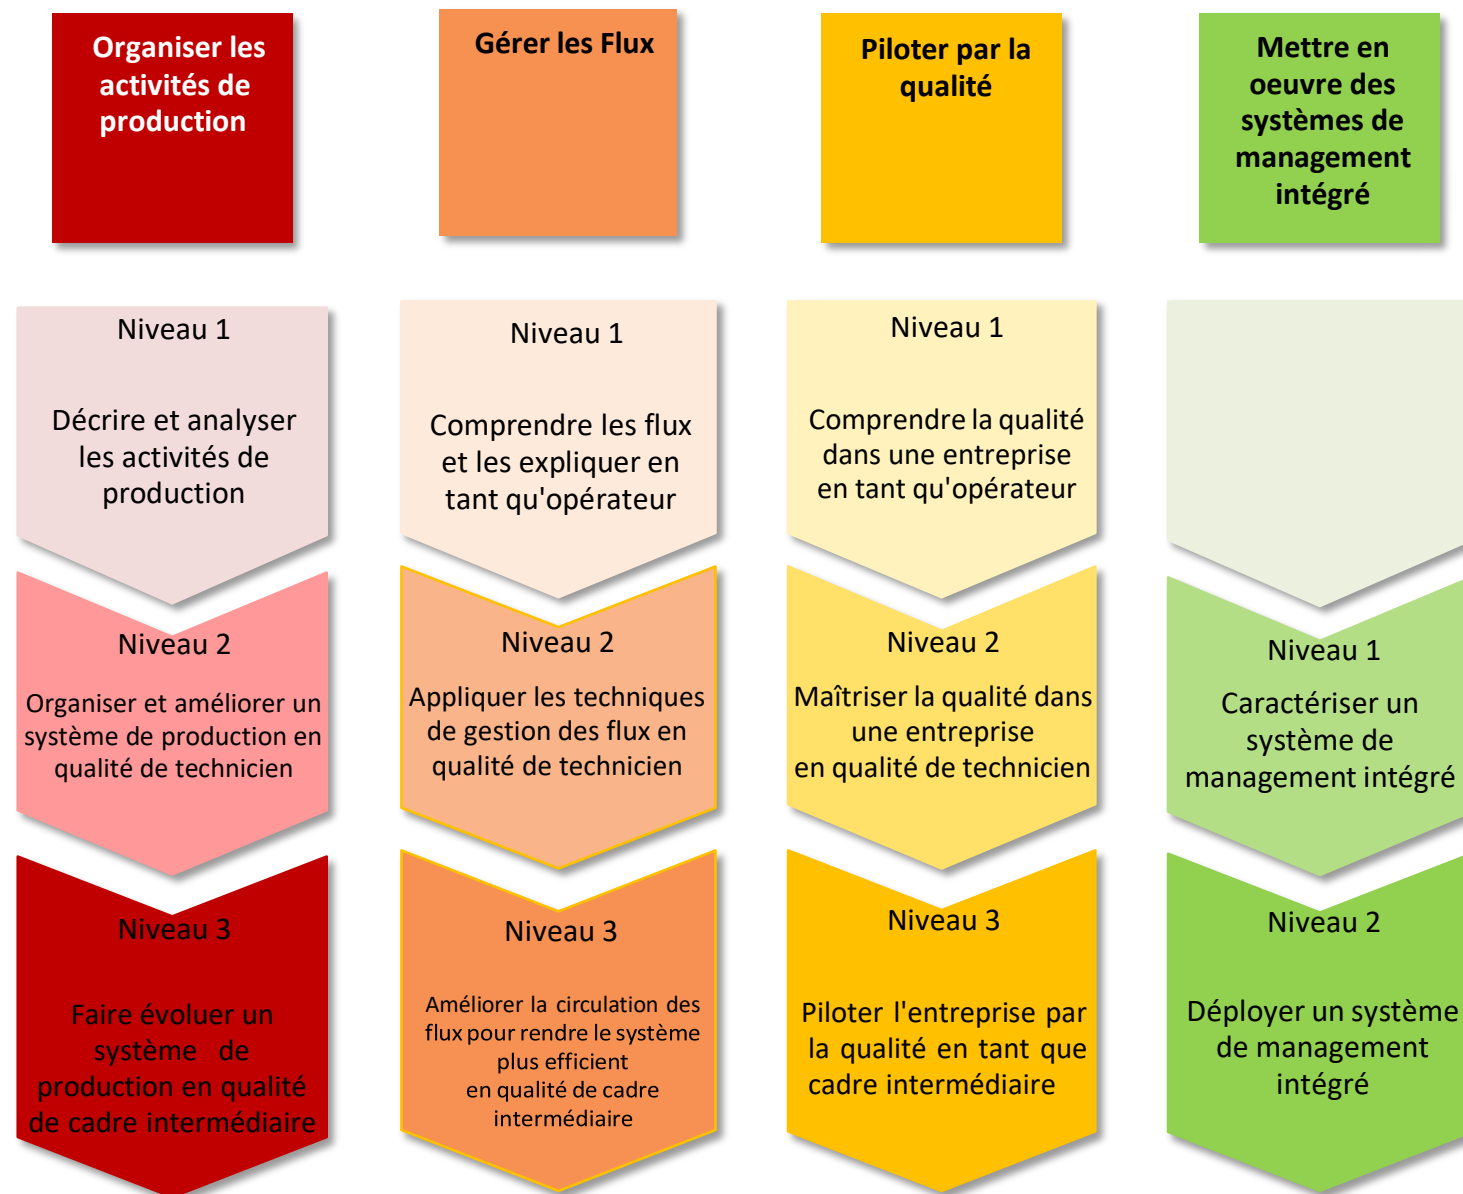 Organiser les
activités de
production
Gérer les Flux
Piloter par la
qualité
Mettre en
oeuvre des
systèmes de
management
intégré
Niveau 1
Décrire et analyser
les activités de
production
Niveau 1
Comprendre les flux
et les expliquer en
tant qu'opérateur
Niveau 1
Comprendre la qualité
dans une entreprise
en tant qu'opérateur
Niveau 2
Organiser et améliorer un
système de production en
qualité de technicien
Niveau 2
Appliquer les techniques
de gestion des flux en
qualité de technicien
Niveau 2
Maîtriser la qualité dans
une entreprise
en qualité de technicien
Niveau 1
Caractériser un
système de
management intégré
Niveau 3
Faire évoluer un
système de
production en qualité
de cadre intermédiaire
Niveau 3
Améliorer la circulation des
flux pour rendre le système
plus efficient
en qualité de cadre
intermédiaire
Niveau 3
Piloter l'entreprise par
la qualité en tant que
cadre intermédiaire
Niveau 2
Déployer un système
de management
intégré